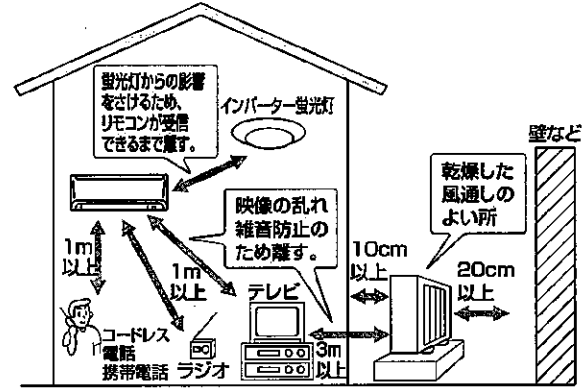 蛍光灯からの影響
をさけるため、
リモコンが受信
できるまで離す。
インバーター蛍光灯
壁など
乾燥した
風通しの
よい所
映像の乱れ
雑音防止の
ため離す。
1m
以上
1m
以上
テレビ
10cm
以上
20cm
以上
コードレス
電話
携帯電話
ラジオ
3m
以上